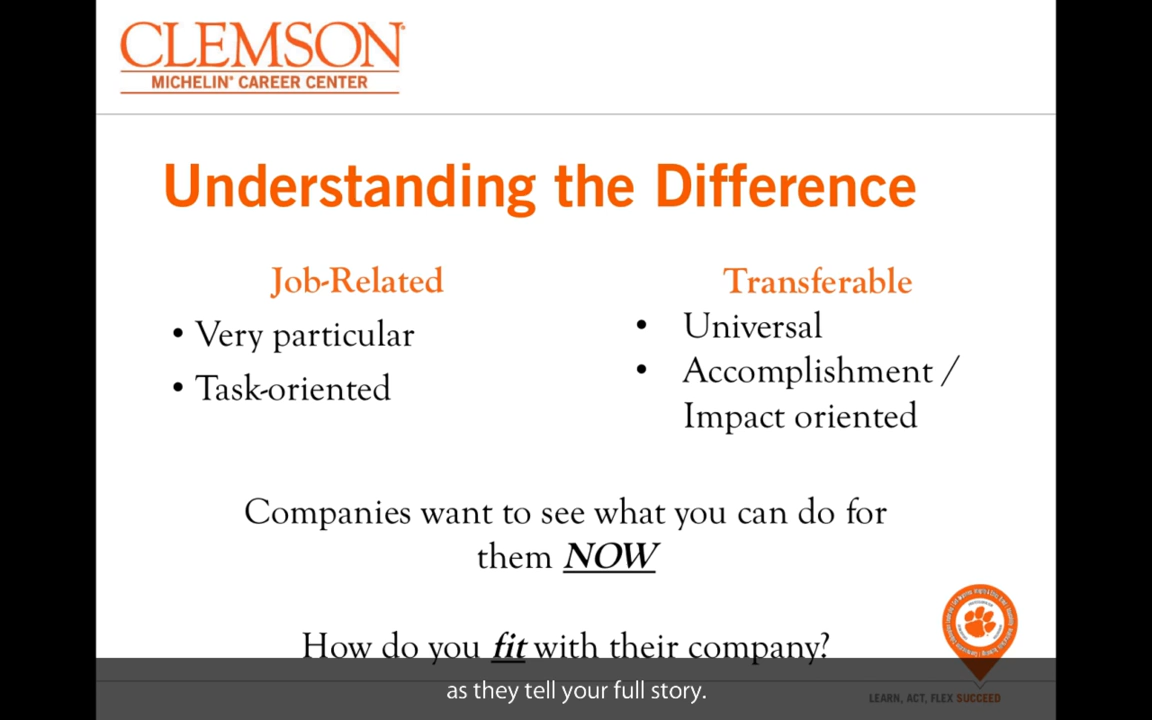 CLEMSON®
MICHELIN® CAREER CENTER
Understanding the Difference
Job-Related
• Very particular
• Task-oriented
Transferable
• Universal
• Accomplishment /
Impact oriented
Companies want to see what you can do for
them NOW
How do you fit with their company?
as they tell your full story.
LEARN, ACT, FLEX SUCCEED